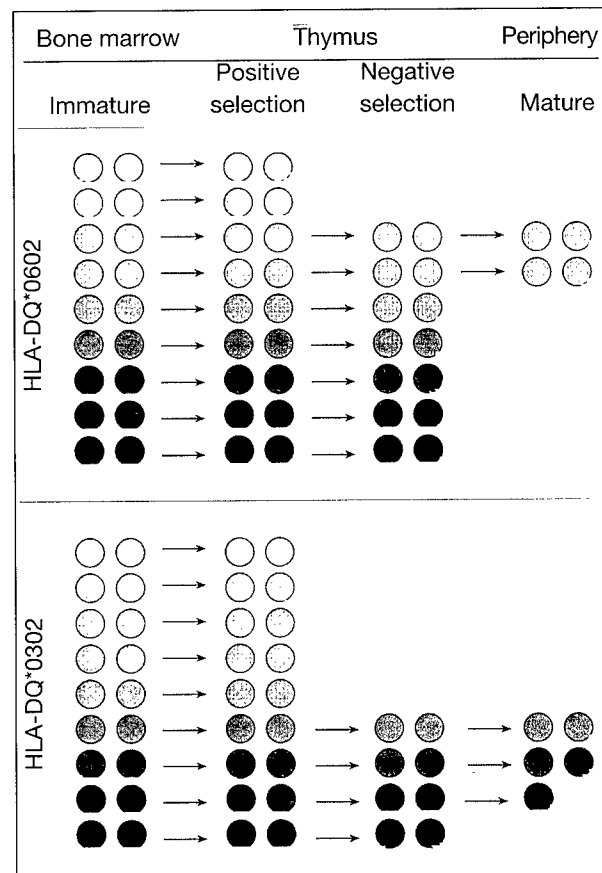 Bone marrow Thymus Periphery
Immature Positive selection Negative selection Mature
HLA-DQ*0602
HLA-DQ*0302